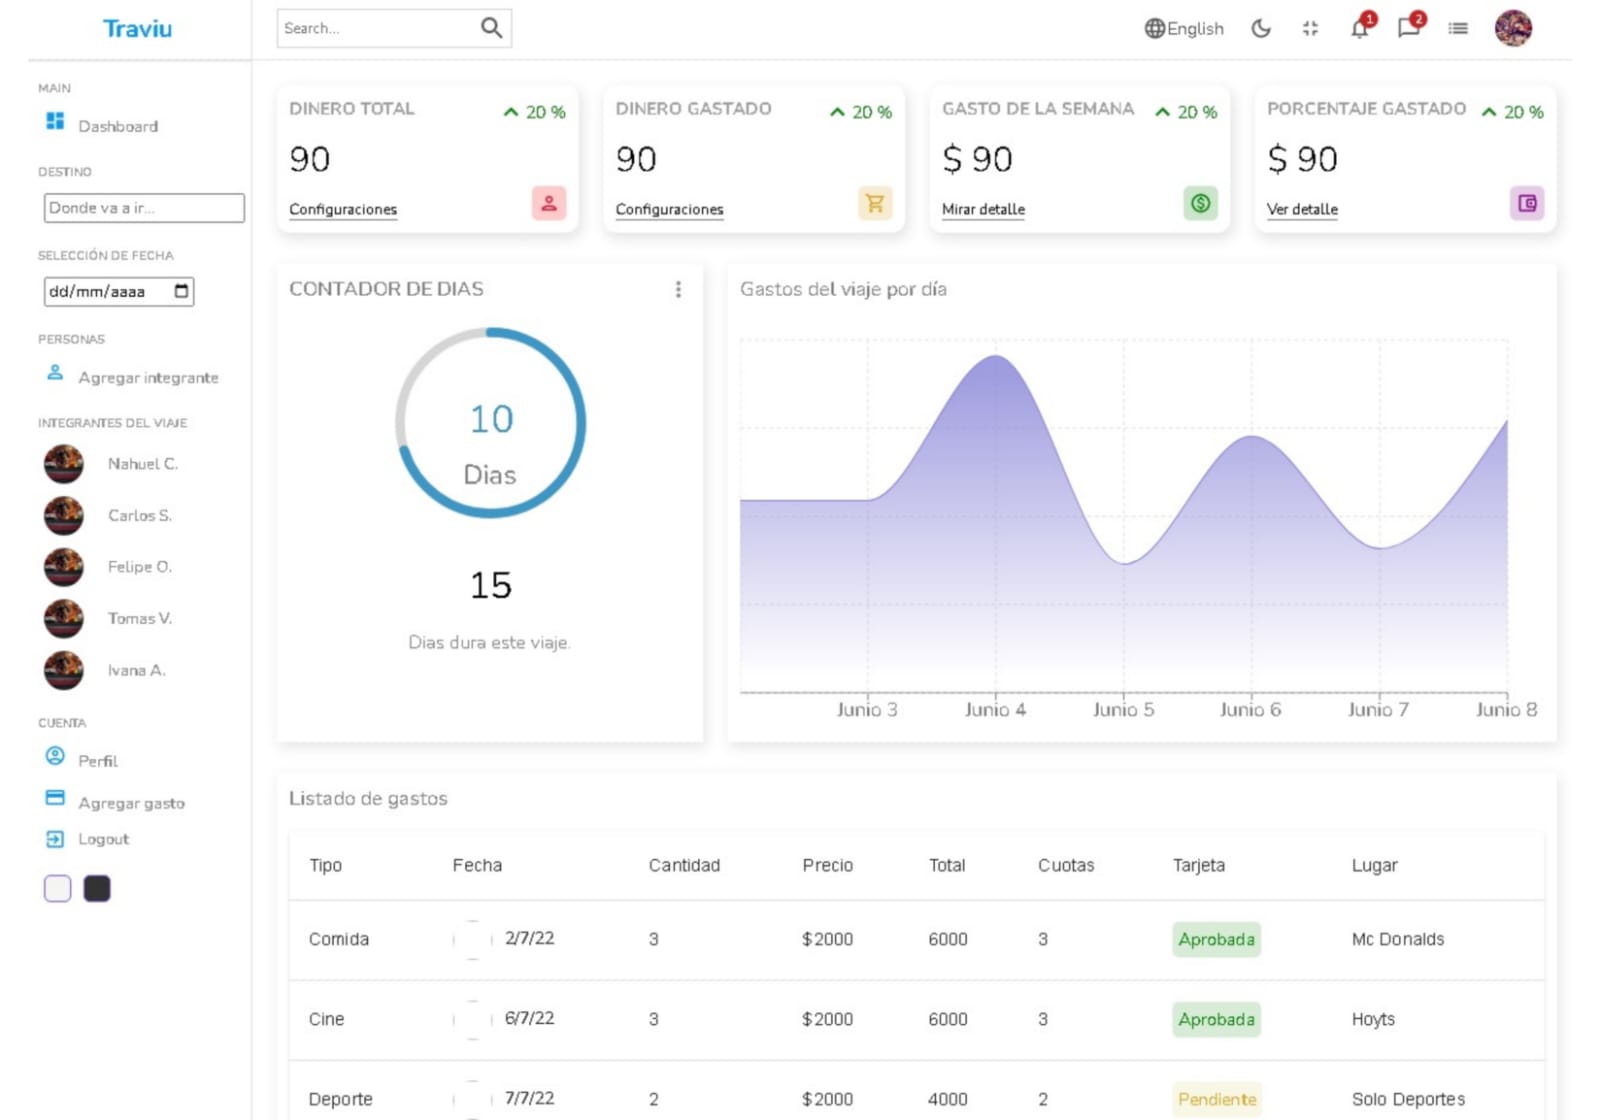 Traviu
Search...
English
1
2
MAIN
Dashboard
DESTINO
Donde va a ir...
SELECCIÓN DE FECHA
dd/mm/aaaa
PERSONAS
Agregar integrante
INTEGRANTES DEL VIAJE
Nahuel C.
Carlos S.
Felipe O.
Tomas V.
Ivana A.
CUENTA
Perfil
Agregar gasto
Logout
DINERO TOTAL
20 %
90
Configuraciones
DINERO GASTADO
20 %
90
Configuraciones
GASTO DE LA SEMANA
20 %
$ 90
Mirar detalle
PORCENTAJE GASTADO
20 %
$ 90
Ver detalle
CONTADOR DE DIAS
10
Dias
15
Dias dura este viaje.
Gastos del viaje por día
Junio 3 Junio 4 Junio 5 Junio 6 Junio 7 Junio 8
Listado de gastos
Tipo Fecha Cantidad Precio Total Cuotas Tarjeta Lugar
Comida 2/7/22 3 $2000 6000 3 Aprobada Mc Donalds
Cine 6/7/22 3 $2000 6000 3 Aprobada Hoyts
Deporte 7/7/22 2 $2000 4000 2 Pendiente Solo Deportes